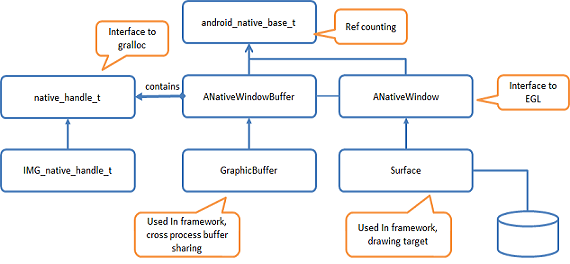 android_native_base_t
Ref counting
Interface to
gralloc
native_handle_t
contains
ANativeWindowBuffer
ANativeWindow
Interface to
EGL
IMG_native_handle_t
GraphicBuffer
Surface
Used In framework,
cross process buffer
sharing
Used In framework,
drawing target